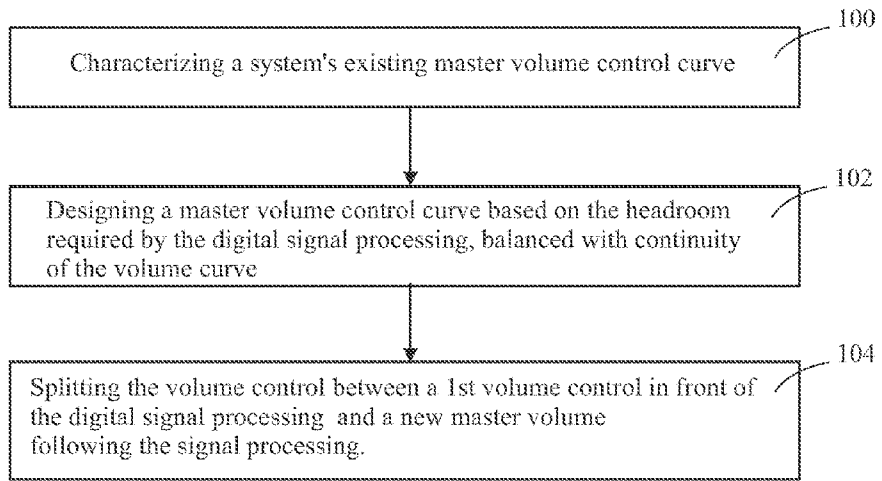 100
Characterizing a system's existing master volume control curve
102
Designing a master volume control curve based on the headroom
required by the digital signal processing, balanced with continuity
of the volume curve
104
Splitting the volume control between a 1st volume control in front of
the digital signal processing and a new master volume
following the signal processing.